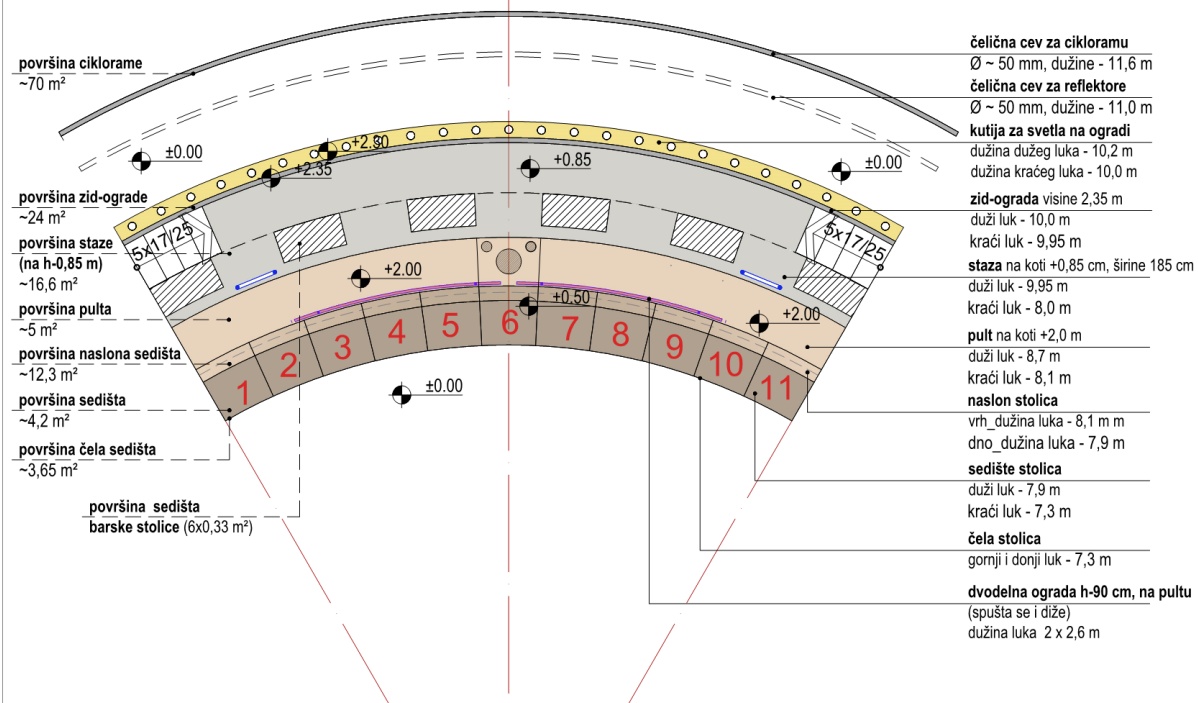 površina ciklorame
~70 m²
površina zid-ograde
~24 m²
površina staze
(na h-0,85 m)
~16,6 m²
površina pulta
~5 m²
površina naslona sedišta
~12,3 m²
površina sedišta
~4,2 m²
površina čela sedišta
~3,65 m²
površina sedišta
barske stolice (6x0,33 m²)
±0.00
+2.30
+2.35
+0.85
±0.00
5x17/25
5x17/25
+2.00
+0.50
+2.00
1
2
3
4
5
6
7
8
9
10
11
±0.00
čelična cev za cikloramu
Ø ~ 50 mm, dužine - 11,6 m
čelična cev za reflektore
Ø ~ 50 mm, dužine - 11,0 m
kutija za svetla na ogradi
dužina dužeg luka - 10,2 m
dužina kraćeg luka - 10,0 m
zid-ograda visine 2,35 m
duži luk - 10,0 m
kraći luk - 9,95 m
staza na koti +0,85 cm, širine 185 cm
duži luk - 9,95 m
kraći luk - 8,0 m
pult na koti +2,0 m
duži luk - 8,7 m
kraći luk - 8,1 m
naslon stolica
vrh_dužina luka - 8,1 m m
dno_dužina luka - 7,9 m
sedište stolica
duži luk - 7,9 m
kraći luk - 7,3 m
čela stolica
gornji i donji luk - 7,3 m
dvodelna ograda h-90 cm, na pultu
(spušta se i diže)
dužina luka 2 x 2,6 m